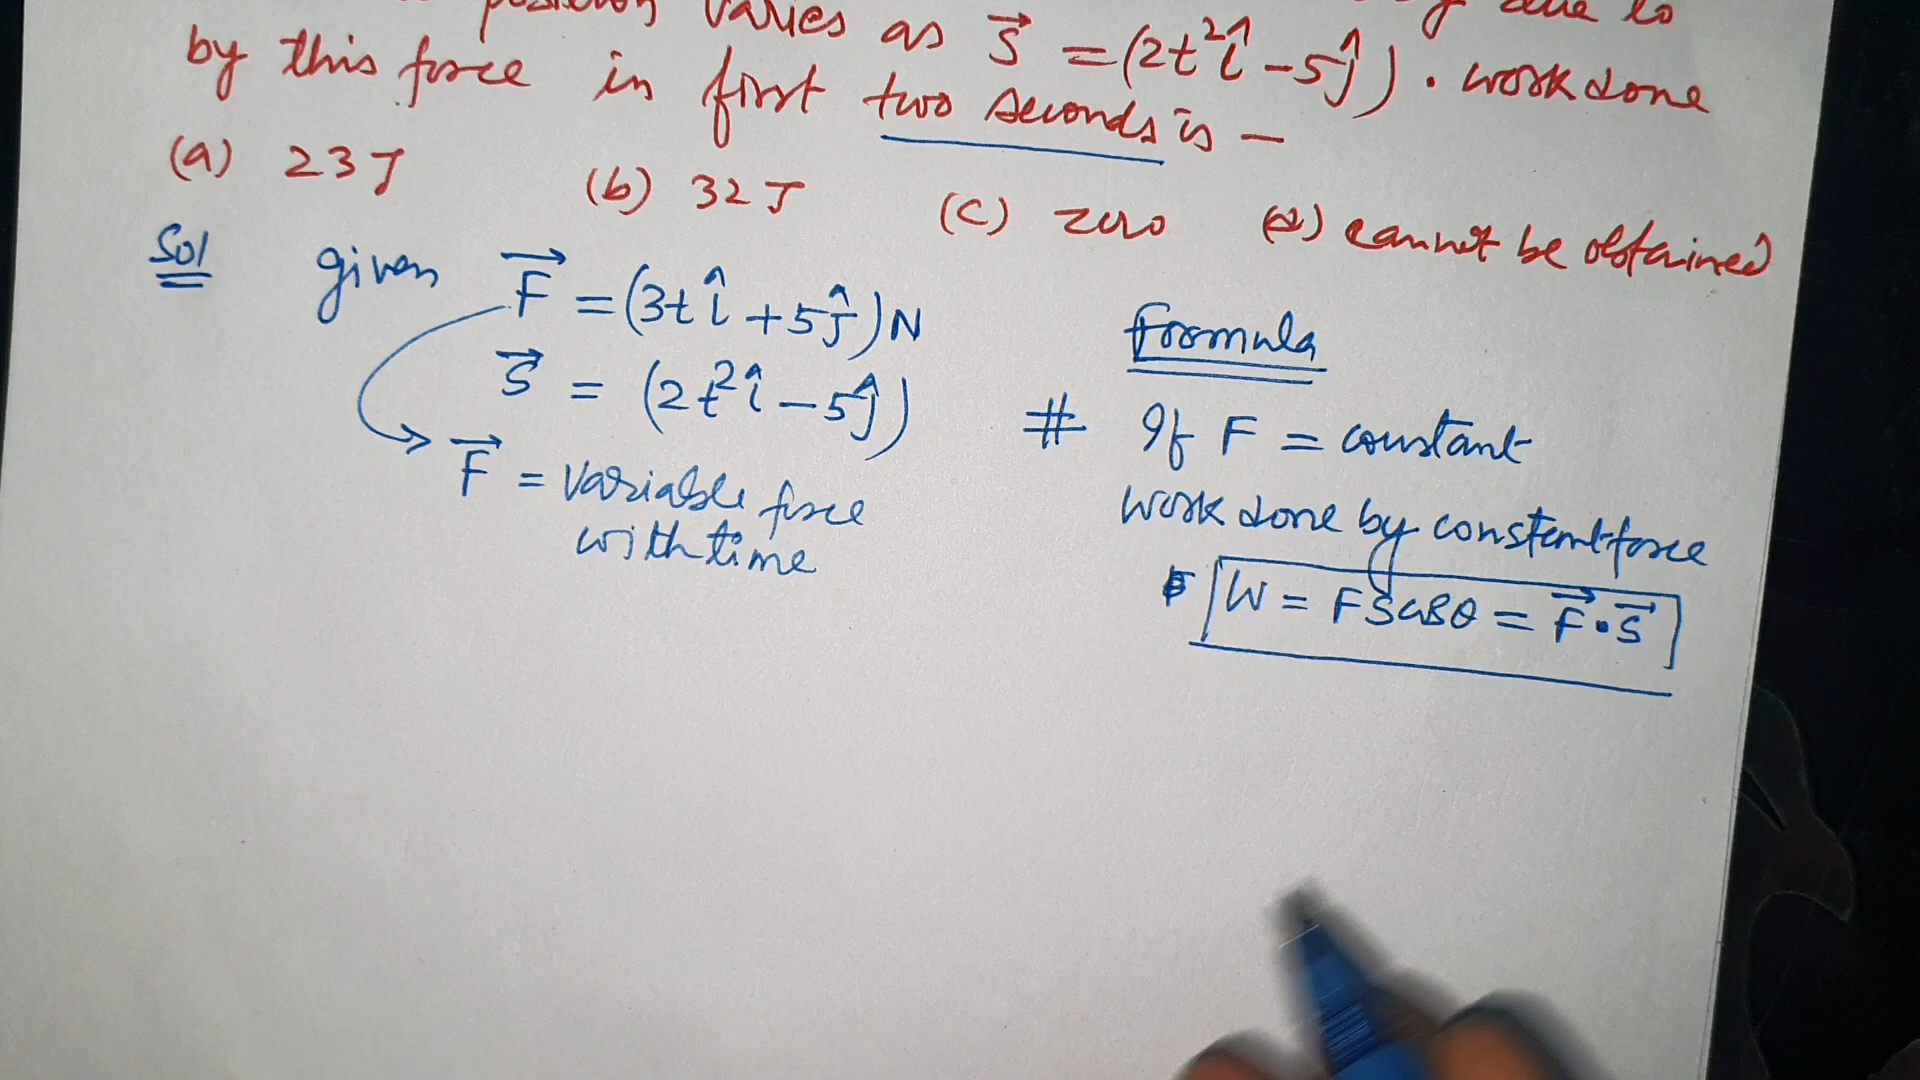 position varies as S⃗ = (2t²î - 5ĵ). work done
by this force in first two seconds is -
(a) 23 J (b) 32 J (c) zero (d) cannot be obtained
Sol given F⃗ = (3t î + 5ĵ) N
S⃗ = (2t²î - 5ĵ)
F⃗ = variable force
with time
Formula
# If F = constant
work done by constant force
W = FS cosθ = F⃗ · S⃗